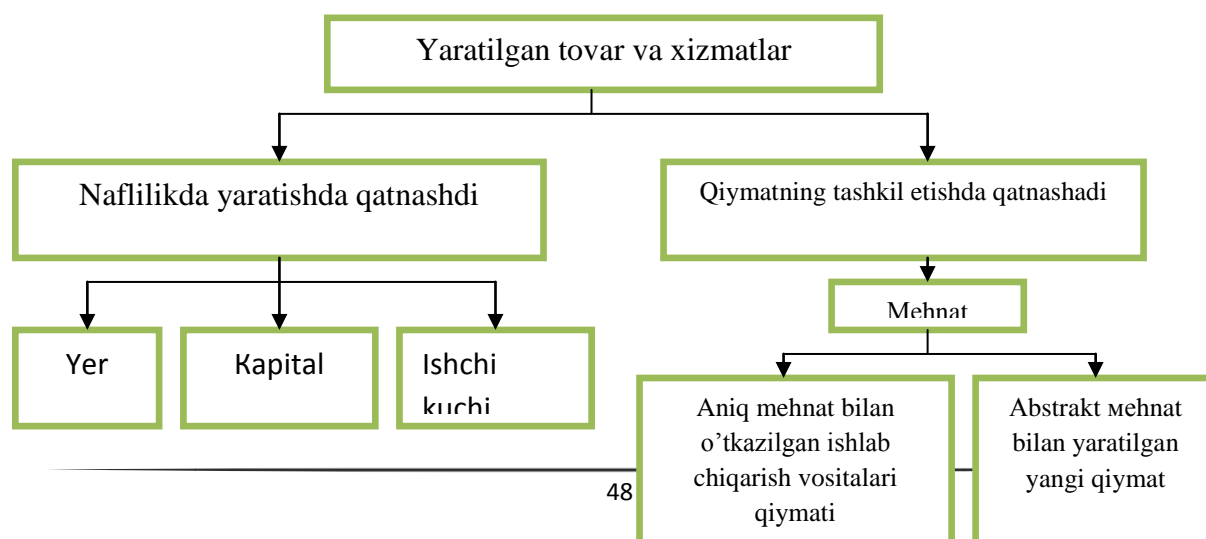 Yaratilgan tovar va xizmatlar
Naflilikda yaratishda qatnashdi
Qiymatning tashkil etishda qatnashadi
Mehnat
Yer
Kapital
Ishchi
kuchi
Aniq mehnat bilan
o’tkazilgan ishlab
chiqarish vositalari
qiymati
Abstrakt мehnat
bilan yaratilgan
yangi qiymat
48